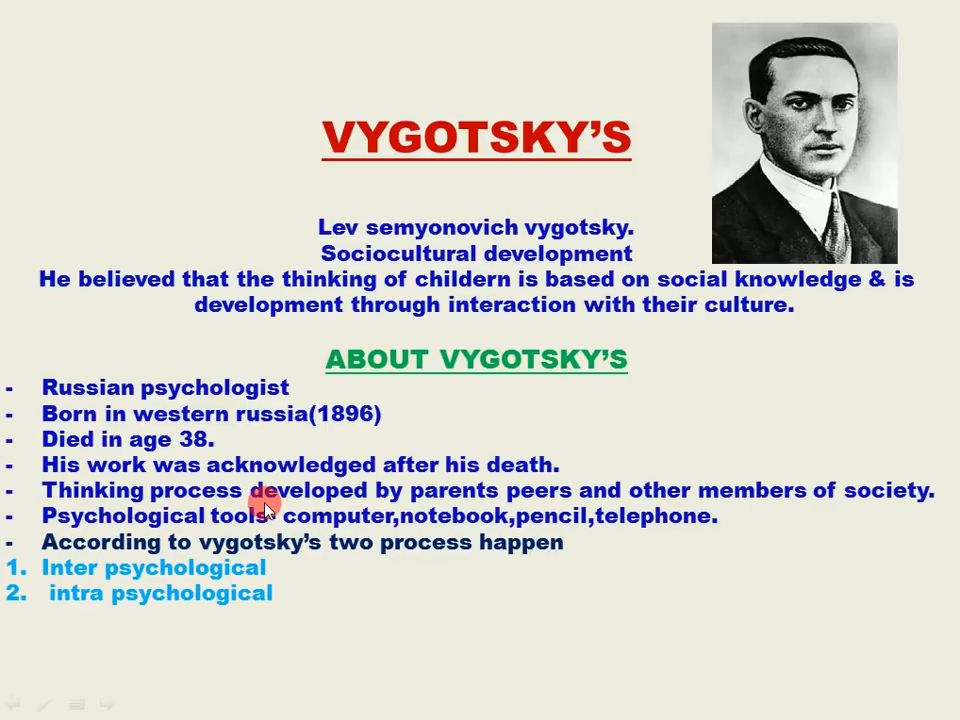 VYGOTSKY’S
Lev semyonovich vygotsky.
Sociocultural development
He believed that the thinking of childern is based on social knowledge & is
development through interaction with their culture.
ABOUT VYGOTSKY’S
- Russian psychologist
- Born in western russia(1896)
- Died in age 38.
- His work was acknowledged after his death.
- Thinking process developed by parents peers and other members of society.
- Psychological tools- computer,notebook,pencil,telephone.
- According to vygotsky’s two process happen
1. Inter psychological
2. intra psychological